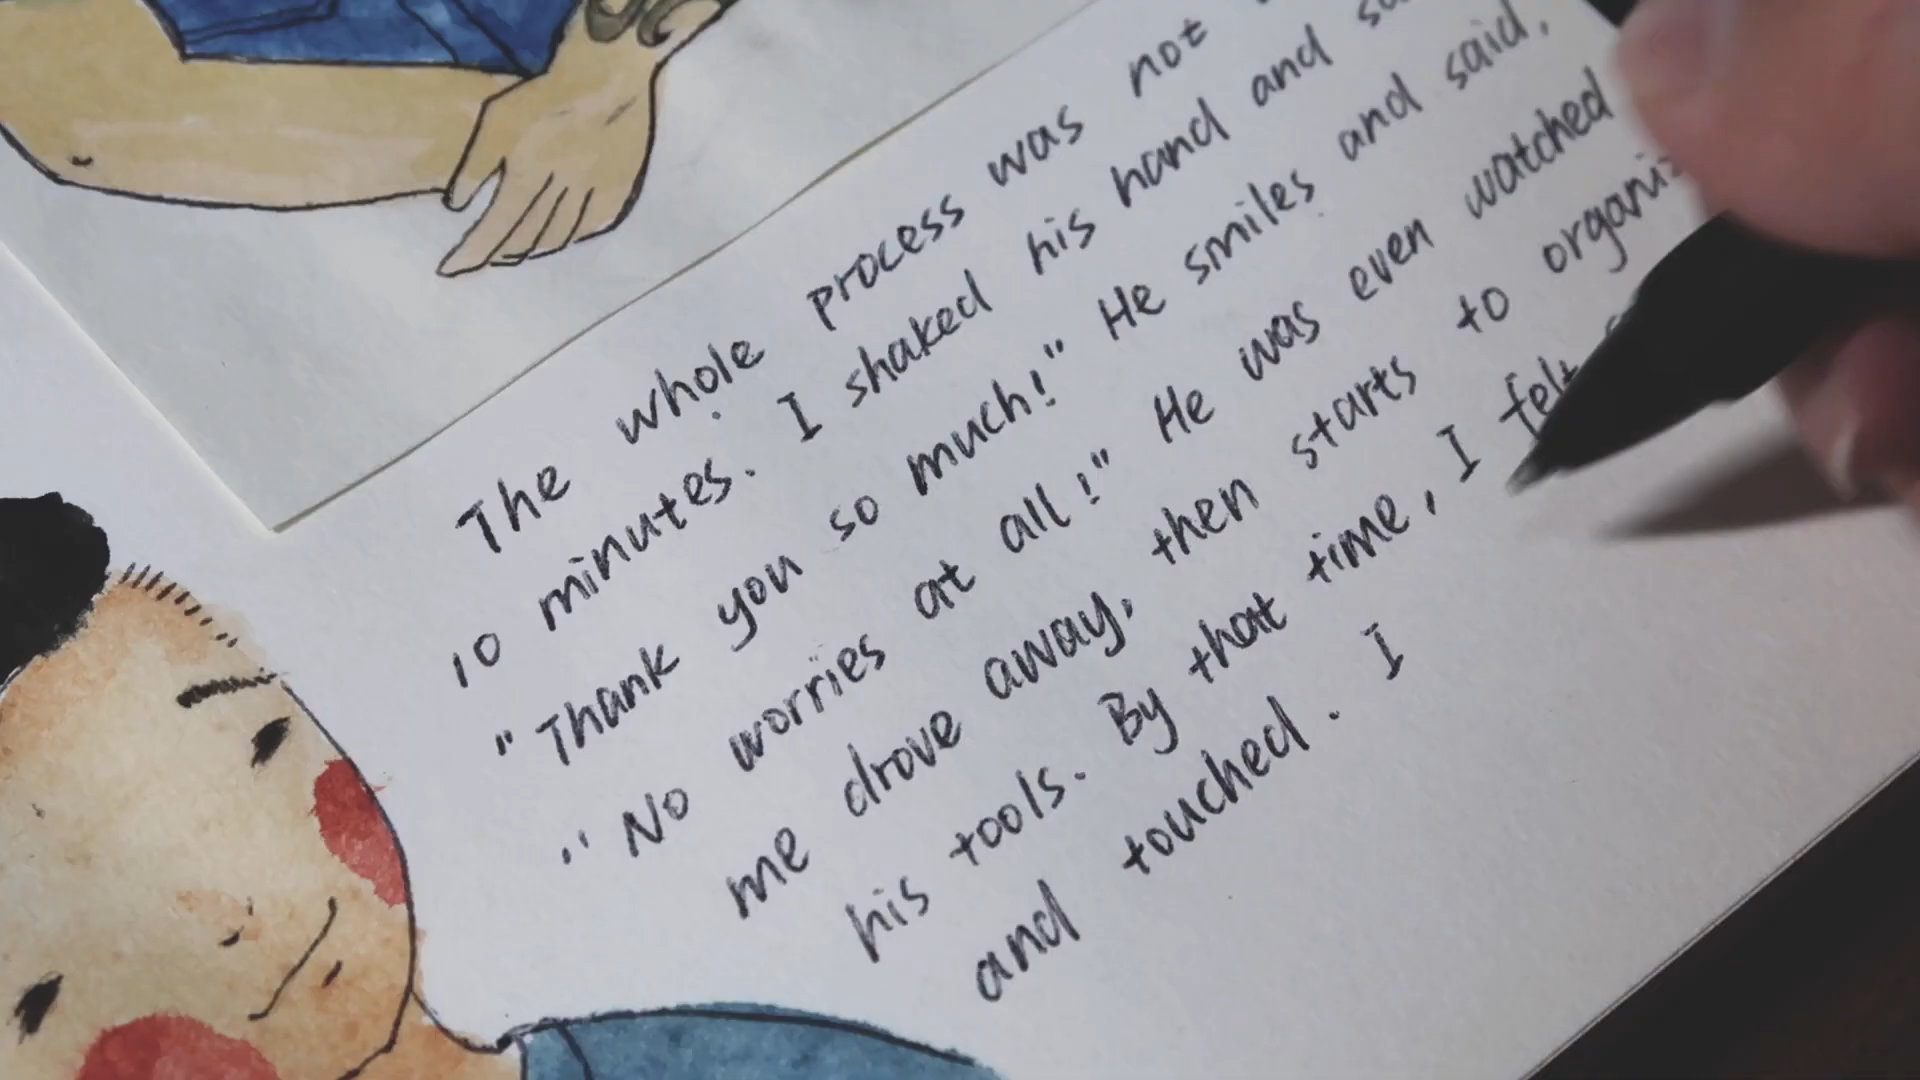 The whole process was not
10 minutes. I shaked his hand and
"Thank you so much!" He smiles and said,
"No worries at all!" He was even watched
me drove away, then starts to
his tools. By that time, I felt
and touched. I